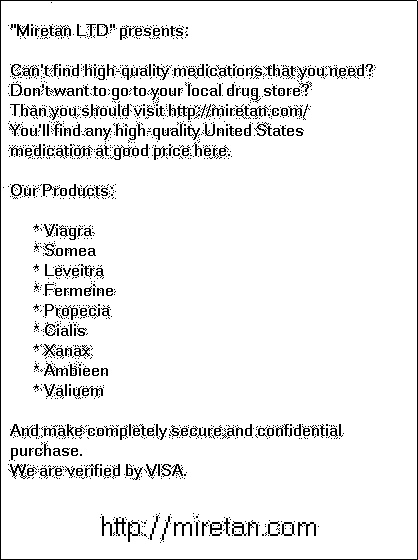 "Miretan LTD" presents:
Can't find high-quality medications that you need?
Don't want to go to your local drug store?
Than you should visit http://miretan.com/
You'll find any high-quality United States
medication at good price here.
Our Products:
* Viagra
* Somea
* Leveitra
* Fermeine
* Propecia
* Cialis
* Xanax
* Ambieen
* Valiuem
And make completely secure and confidential
purchase.
We are verified by VISA.
http://miretan.com